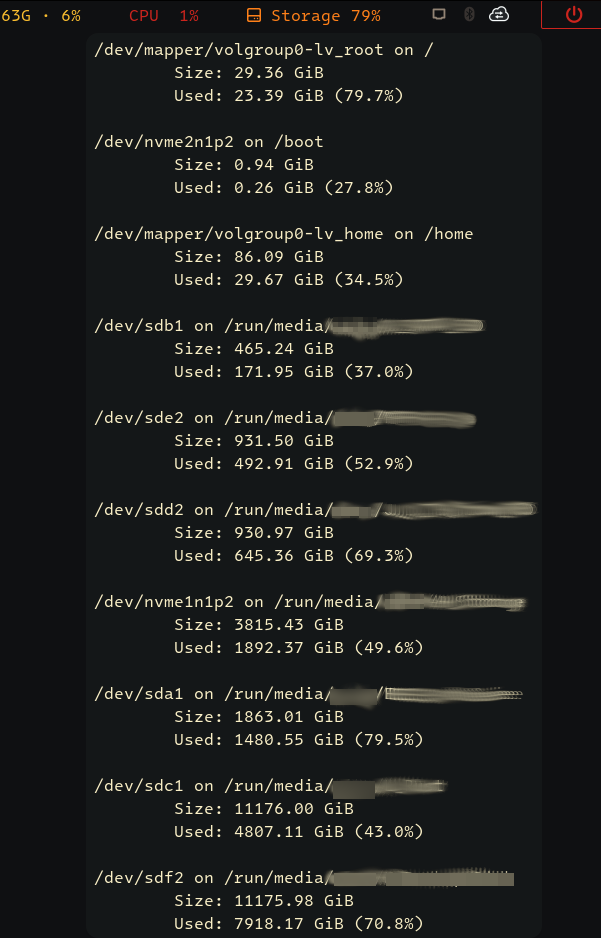 63G · 6% CPU 1% Storage 79%
/dev/mapper/volgroup0-lv_root on /
Size: 29.36 GiB
Used: 23.39 GiB (79.7%)
/dev/nvme2n1p2 on /boot
Size: 0.94 GiB
Used: 0.26 GiB (27.8%)
/dev/mapper/volgroup0-lv_home on /home
Size: 86.09 GiB
Used: 29.67 GiB (34.5%)
/dev/sdb1 on /run/media/
Size: 465.24 GiB
Used: 171.95 GiB (37.0%)
/dev/sde2 on /run/media/
Size: 931.50 GiB
Used: 492.91 GiB (52.9%)
/dev/sdd2 on /run/media/ /
Size: 930.97 GiB
Used: 645.36 GiB (69.3%)
/dev/nvme1n1p2 on /run/media/
Size: 3815.43 GiB
Used: 1892.37 GiB (49.6%)
/dev/sda1 on /run/media/ /
Size: 1863.01 GiB
Used: 1480.55 GiB (79.5%)
/dev/sdc1 on /run/media/
Size: 11176.00 GiB
Used: 4807.11 GiB (43.0%)
/dev/sdf2 on /run/media/
Size: 11175.98 GiB
Used: 7918.17 GiB (70.8%)